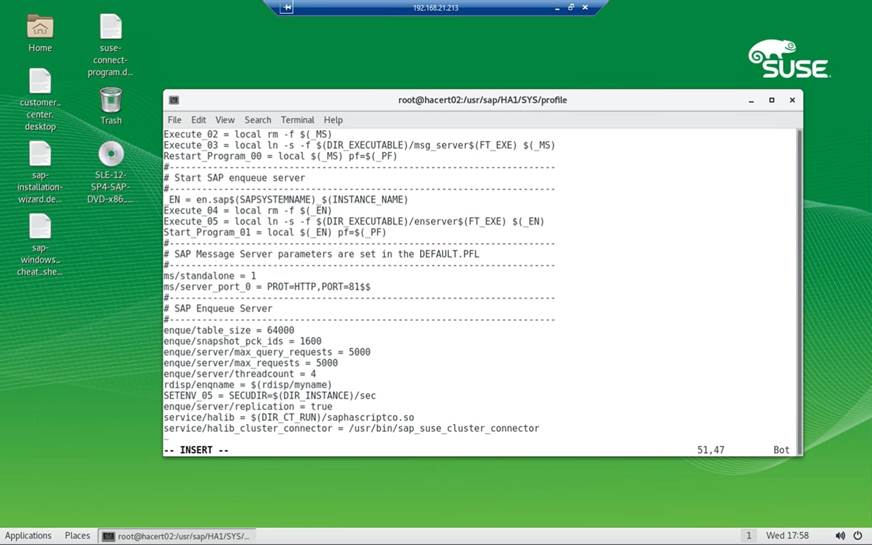 192.168.21.213
Home
suse-
connect-
program.d...
customer..
center.
desktop
Trash
sap-
installation-
wizard.de...
SLE-12-
SP4-SAP-
DVD-x86,...
sap-
windows_
cheat_she...
SUSE
root@hacert02:/usr/sap/HA1/SYS/profile
File Edit View Search Terminal Help
Execute_02 = local rm -f $(_MS)
Execute_03 = local ln -s -f $(DIR_EXECUTABLE)/msg_server$(FT_EXE) $(_MS)
Restart_Program_00 = local $(_MS) pf=$(_PF)
#-----------------------------------------------------------------------
# Start SAP enqueue server
#-----------------------------------------------------------------------
_EN = en.sap$(SAPSYSTEMNAME)_$(INSTANCE_NAME)
Execute_04 = local rm -f $(_EN)
Execute_05 = local ln -s -f $(DIR_EXECUTABLE)/enserver$(FT_EXE) $(_EN)
Start_Program_01 = local $(_EN) pf=$(_PF)
#-----------------------------------------------------------------------
# SAP Message Server parameters are set in the DEFAULT.PFL
#-----------------------------------------------------------------------
ms/standalone = 1
ms/server_port_0 = PROT=HTTP,PORT=81$$
#-----------------------------------------------------------------------
# SAP Enqueue Server
#-----------------------------------------------------------------------
enque/table_size = 64000
enque/snapshot_pck_ids = 1600
enque/server/max_query_requests = 5000
enque/server/max_requests = 5000
enque/server/threadcount = 4
rdisp/enqname = $(rdisp/myname)
SETENV_05 = SECUDIR=$(DIR_INSTANCE)/sec
enque/server/replication = true
service/halib = $(DIR_CT_RUN)/saphascriptco.so
service/halib_cluster_connector = /usr/bin/sap_suse_cluster_connector
~
-- INSERT -- 51,47 Bot
Applications Places root@hacert02:/usr/sap/HA1/SYS/... 1 Wed 17:58